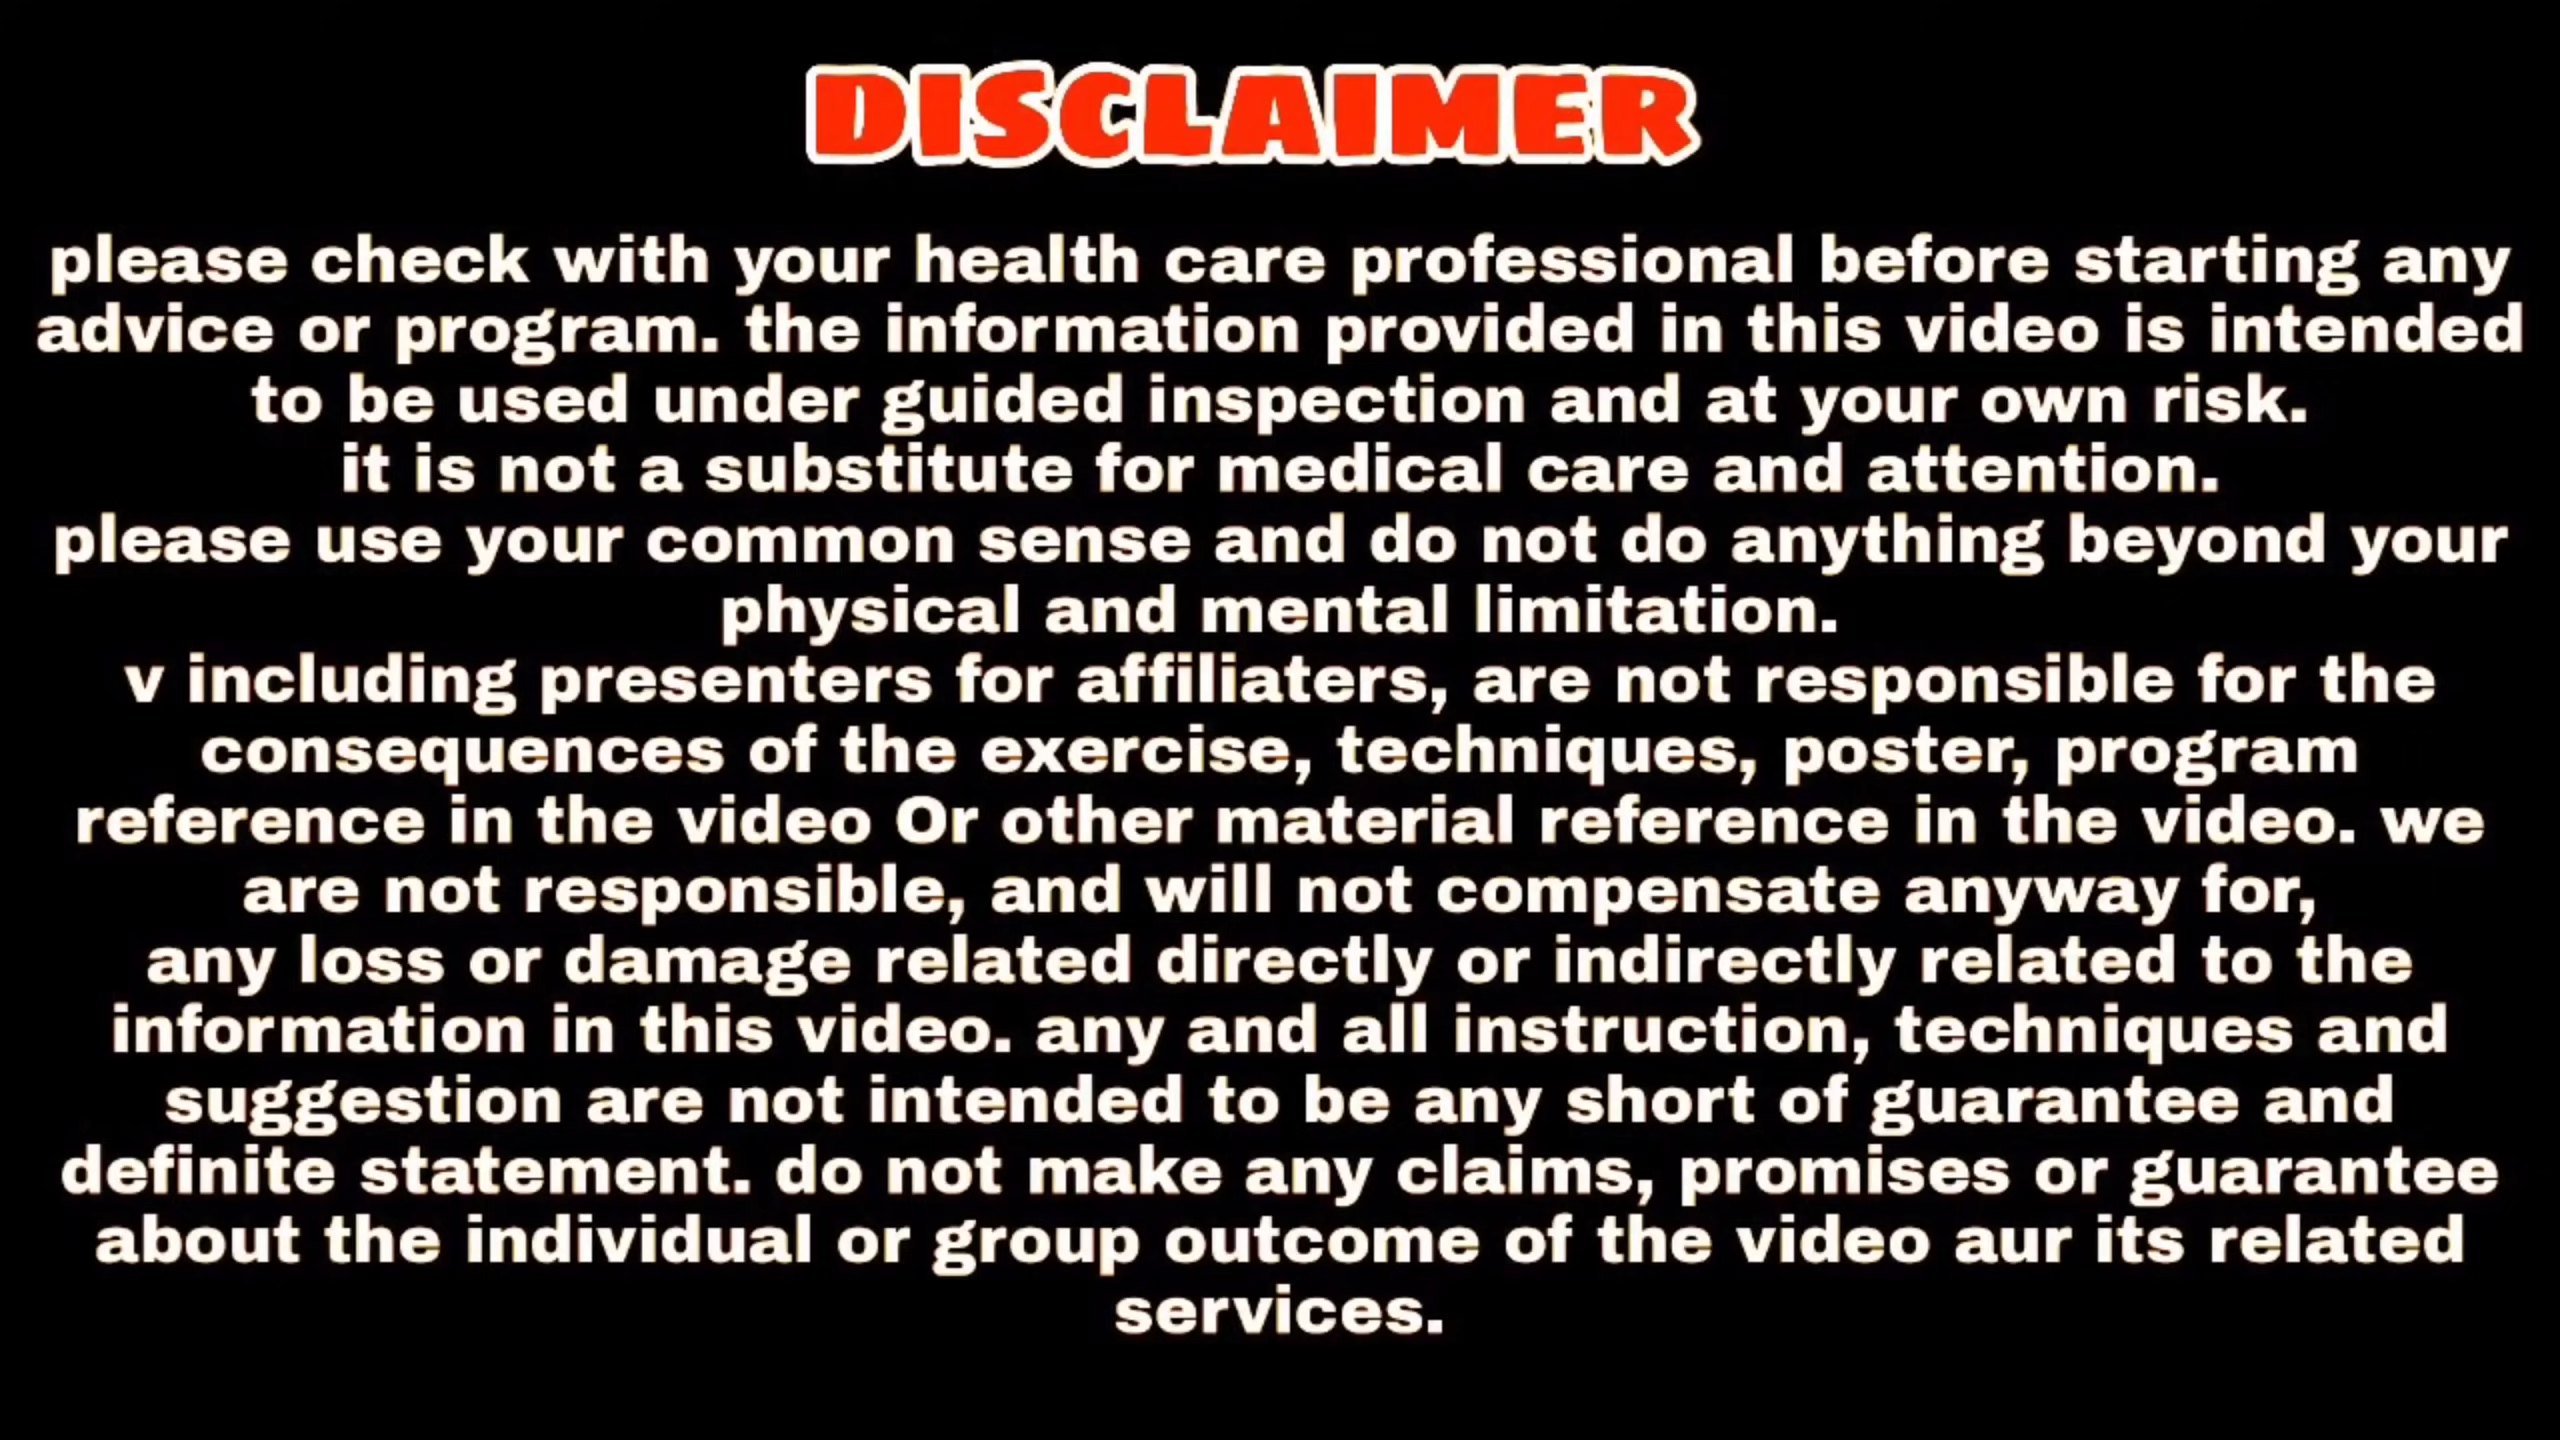 DISCLAIMER
please check with your health care professional before starting any
advice or program. the information provided in this video is intended
to be used under guided inspection and at your own risk.
it is not a substitute for medical care and attention.
please use your common sense and do not do anything beyond your
physical and mental limitation.
v including presenters for affiliaters, are not responsible for the
consequences of the exercise, techniques, poster, program
reference in the video Or other material reference in the video. we
are not responsible, and will not compensate anyway for,
any loss or damage related directly or indirectly related to the
information in this video. any and all instruction, techniques and
suggestion are not intended to be any short of guarantee and
definite statement. do not make any claims, promises or guarantee
about the individual or group outcome of the video aur its related
services.